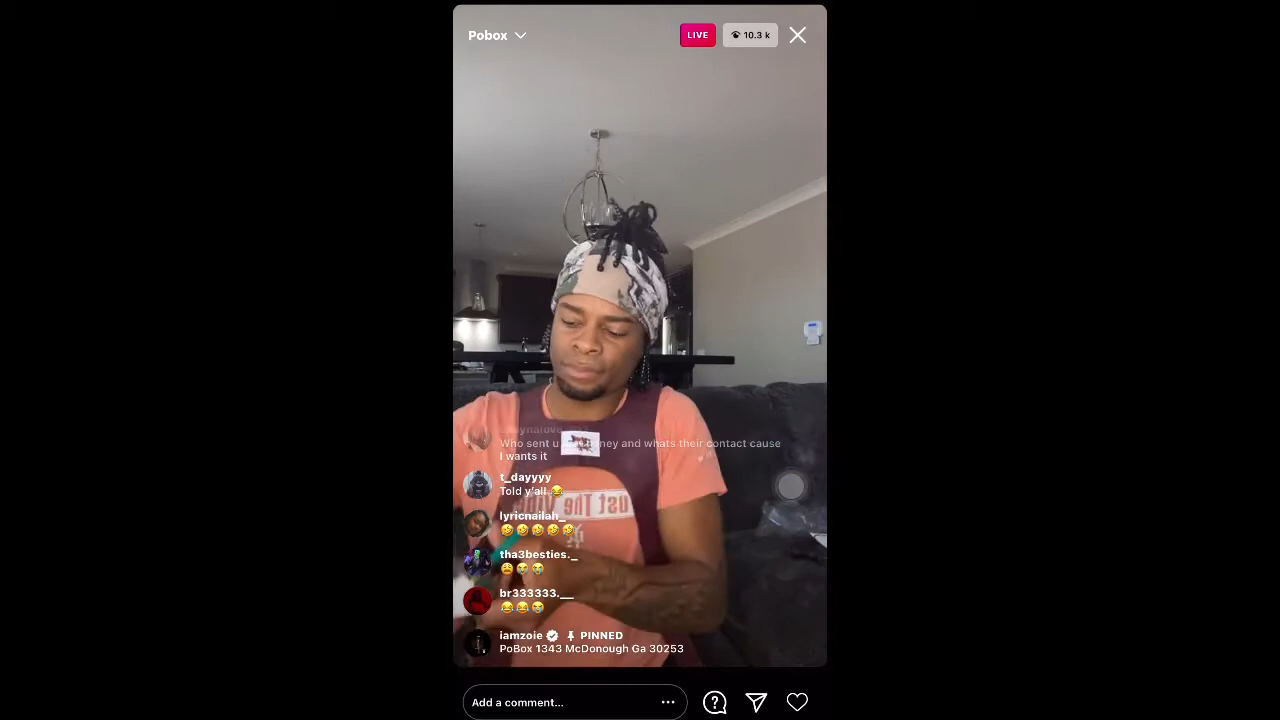 Pobox
LIVE
10.3 k
Who sent u money and whats their contact cause
I wants it
t_dayyyy
Told y'all 😂
lyricnailah_
🤣🤣🤣🤣🤣
tha3besties._
😩😭😭
br333333.__
😂😂😭
iamzoie PINNED
PoBox 1343 McDonough Ga 30253
Add a comment...